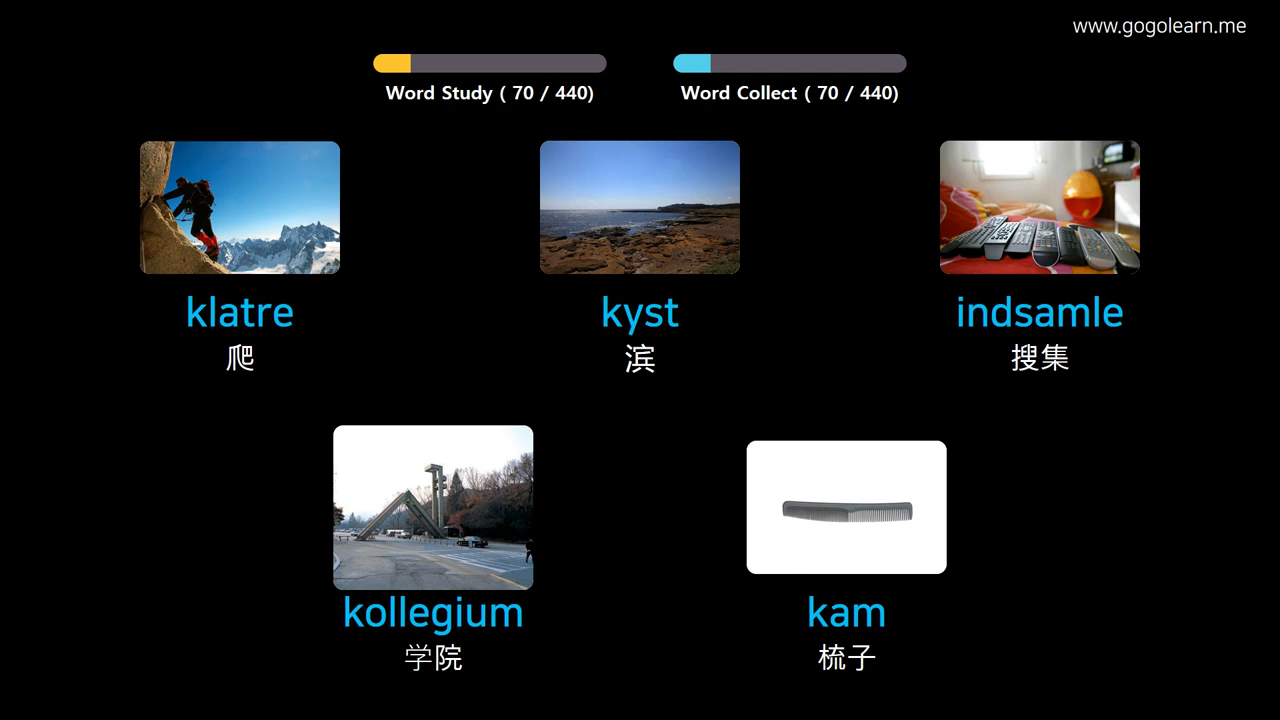 www.gogolearn.me
Word Study ( 70 / 440)
Word Collect ( 70 / 440)
klatre
爬
kyst
滨
indsamle
搜集
kollegium
学院
kam
梳子